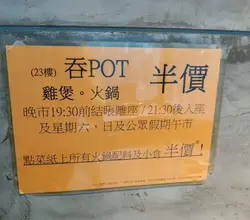 (23樓) 吞POT 半價
雞煲。火鍋
晚市19:30前結賬離座/21:30後入座
及星期六、日及公眾假期午市
點菜紙上所有火鍋配料及小食 半價!